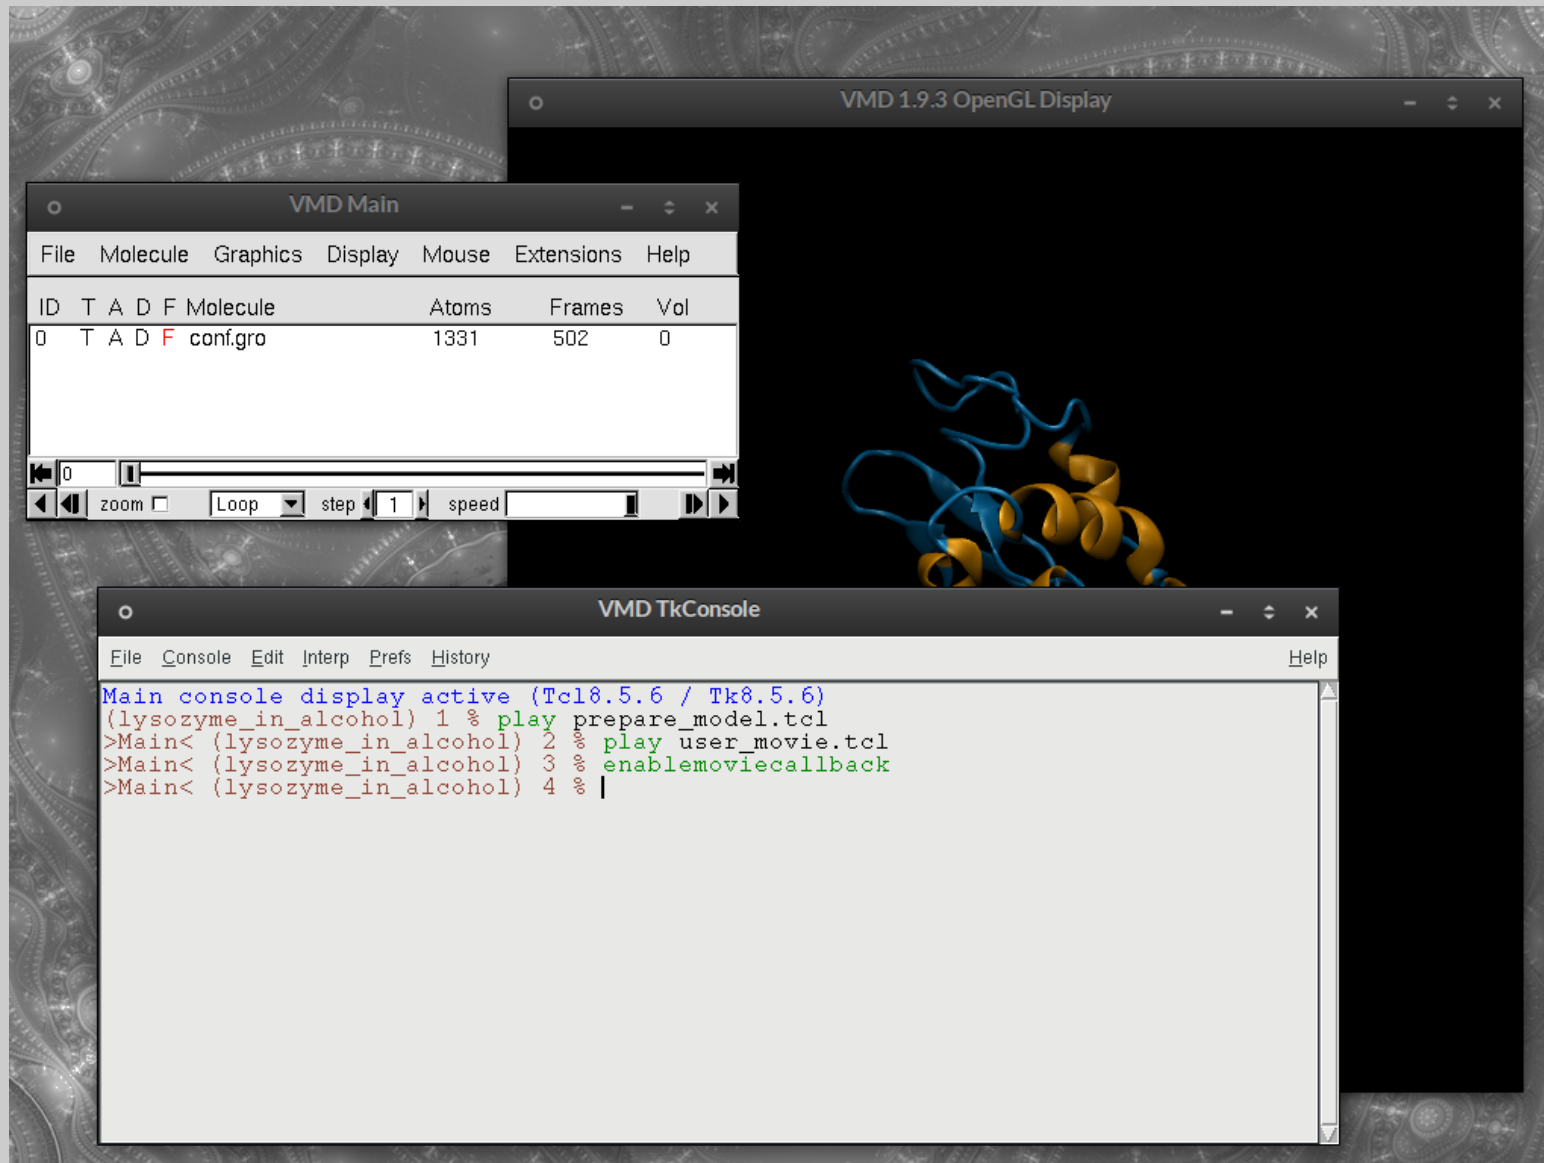 VMD 1.9.3 OpenGL Display
VMD Main
File Molecule Graphics Display Mouse Extensions Help
ID T A D F Molecule Atoms Frames Vol
0 T A D F conf.gro 1331 502 0
0
zoom Loop step 1 speed
VMD TkConsole
File Console Edit Interp Prefs History Help
Main console display active (Tcl8.5.6 / Tk8.5.6)
(lysozyme_in_alcohol) 1 % play prepare_model.tcl
>Main< (lysozyme_in_alcohol) 2 % play user_movie.tcl
>Main< (lysozyme_in_alcohol) 3 % enablemoviecallback
>Main< (lysozyme_in_alcohol) 4 %